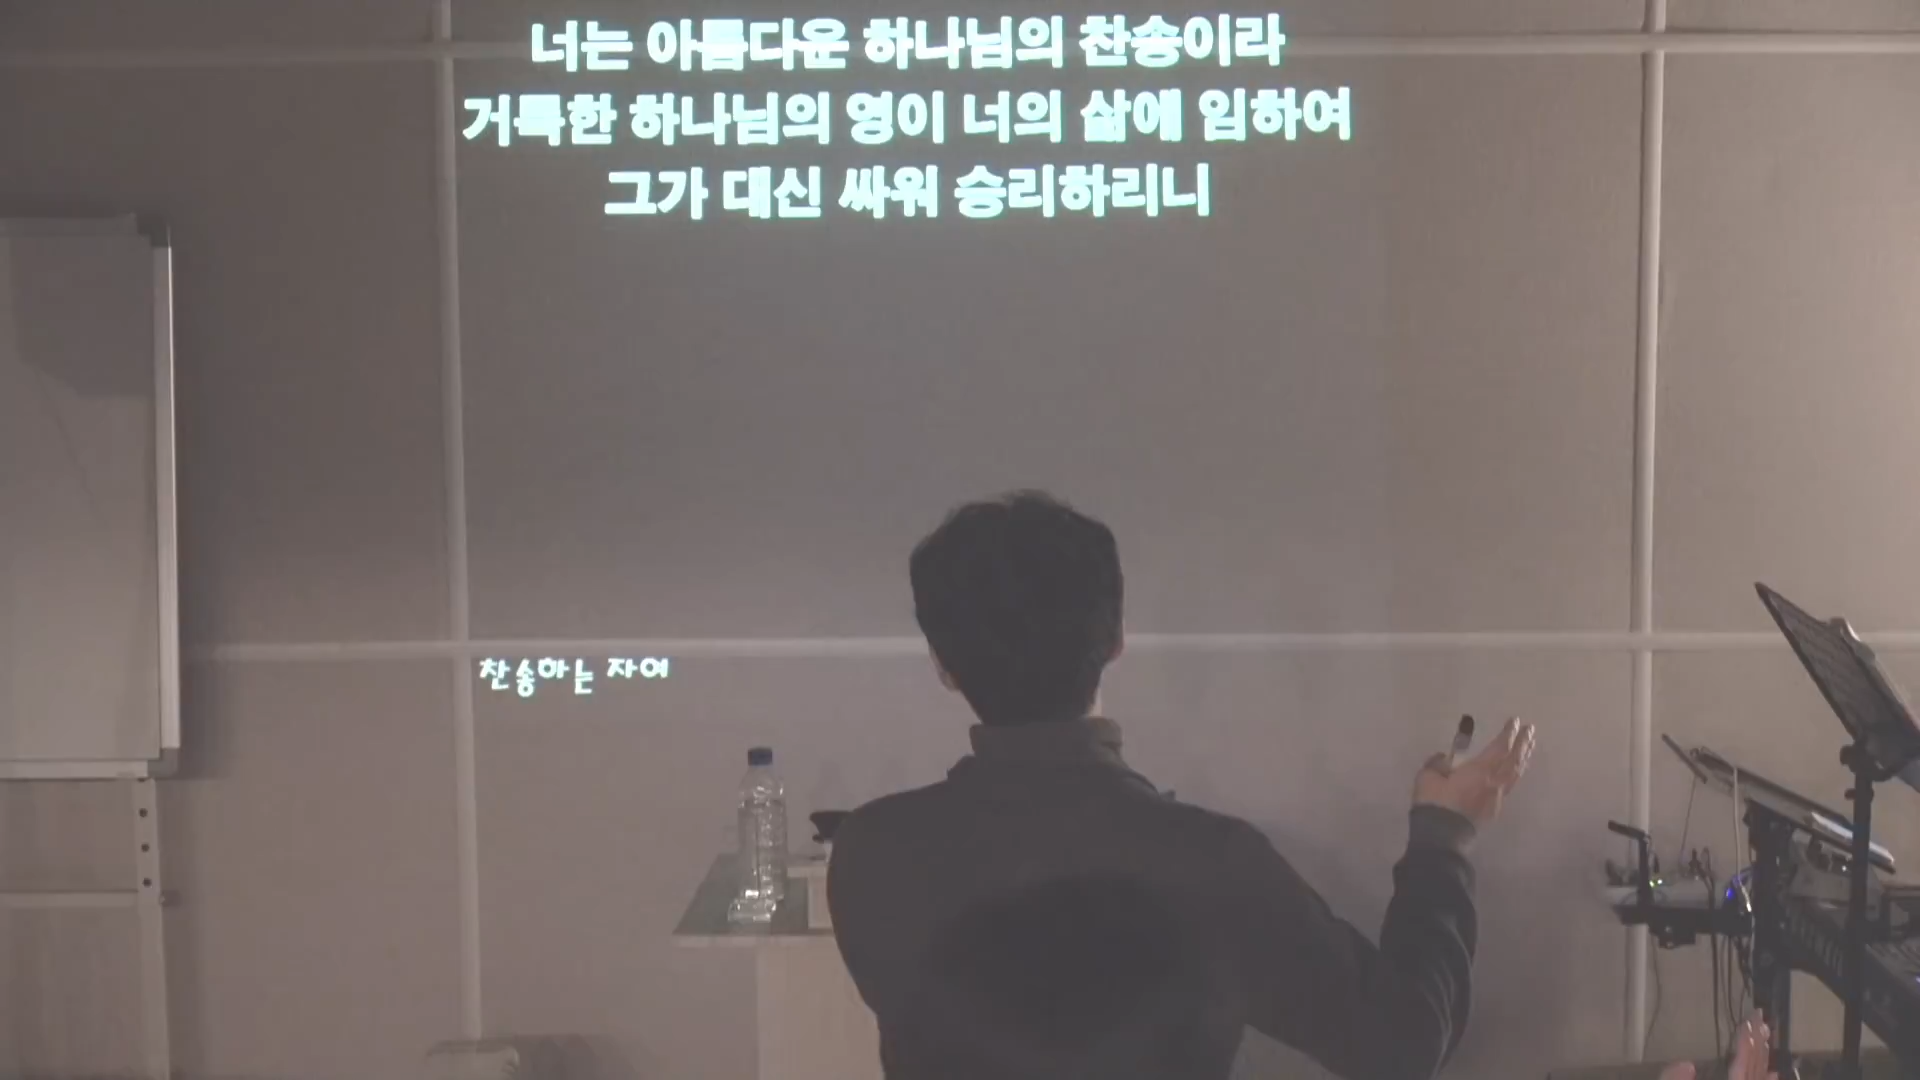 너는 아름다운 하나님의 찬송이라
거룩한 하나님의 영이 너의 삶에 임하여
그가 대신 싸워 승리하리니
찬송하는 자여